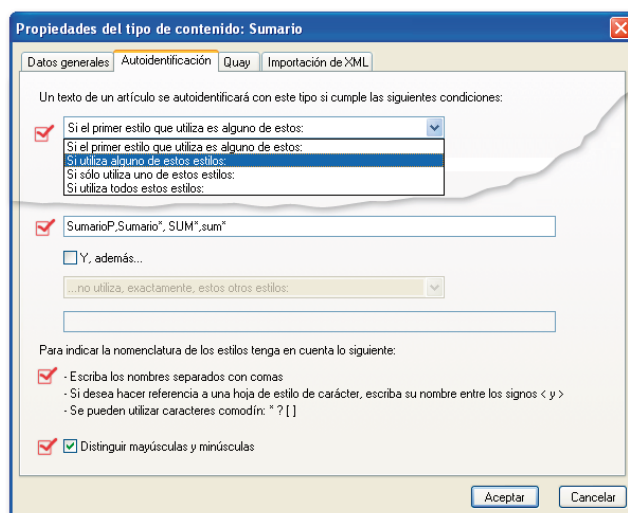 Propiedades del tipo de contenido: Sumario
Datos generales Autoidentificación Quay Importación de XML
Un texto de un artículo se autoidentificará con este tipo si cumple las siguientes condiciones:
Si el primer estilo que utiliza es alguno de estos:
Si el primer estilo que utiliza es alguno de estos:
Si utiliza alguno de estos estilos:
Si sólo utiliza uno de estos estilos:
Si utiliza todos estos estilos:
SumarioP,Sumario*, SUM*,sum*
Y, además...
...no utiliza, exactamente, estos otros estilos:
Para indicar la nomenclatura de los estilos tenga en cuenta lo siguiente:
- Escriba los nombres separados con comas
- Si desea hacer referencia a una hoja de estilo de carácter, escriba su nombre entre los signos < y >
- Se pueden utilizar caracteres comodín: * ? [ ]
Distinguir mayúsculas y minúsculas
Aceptar Cancelar